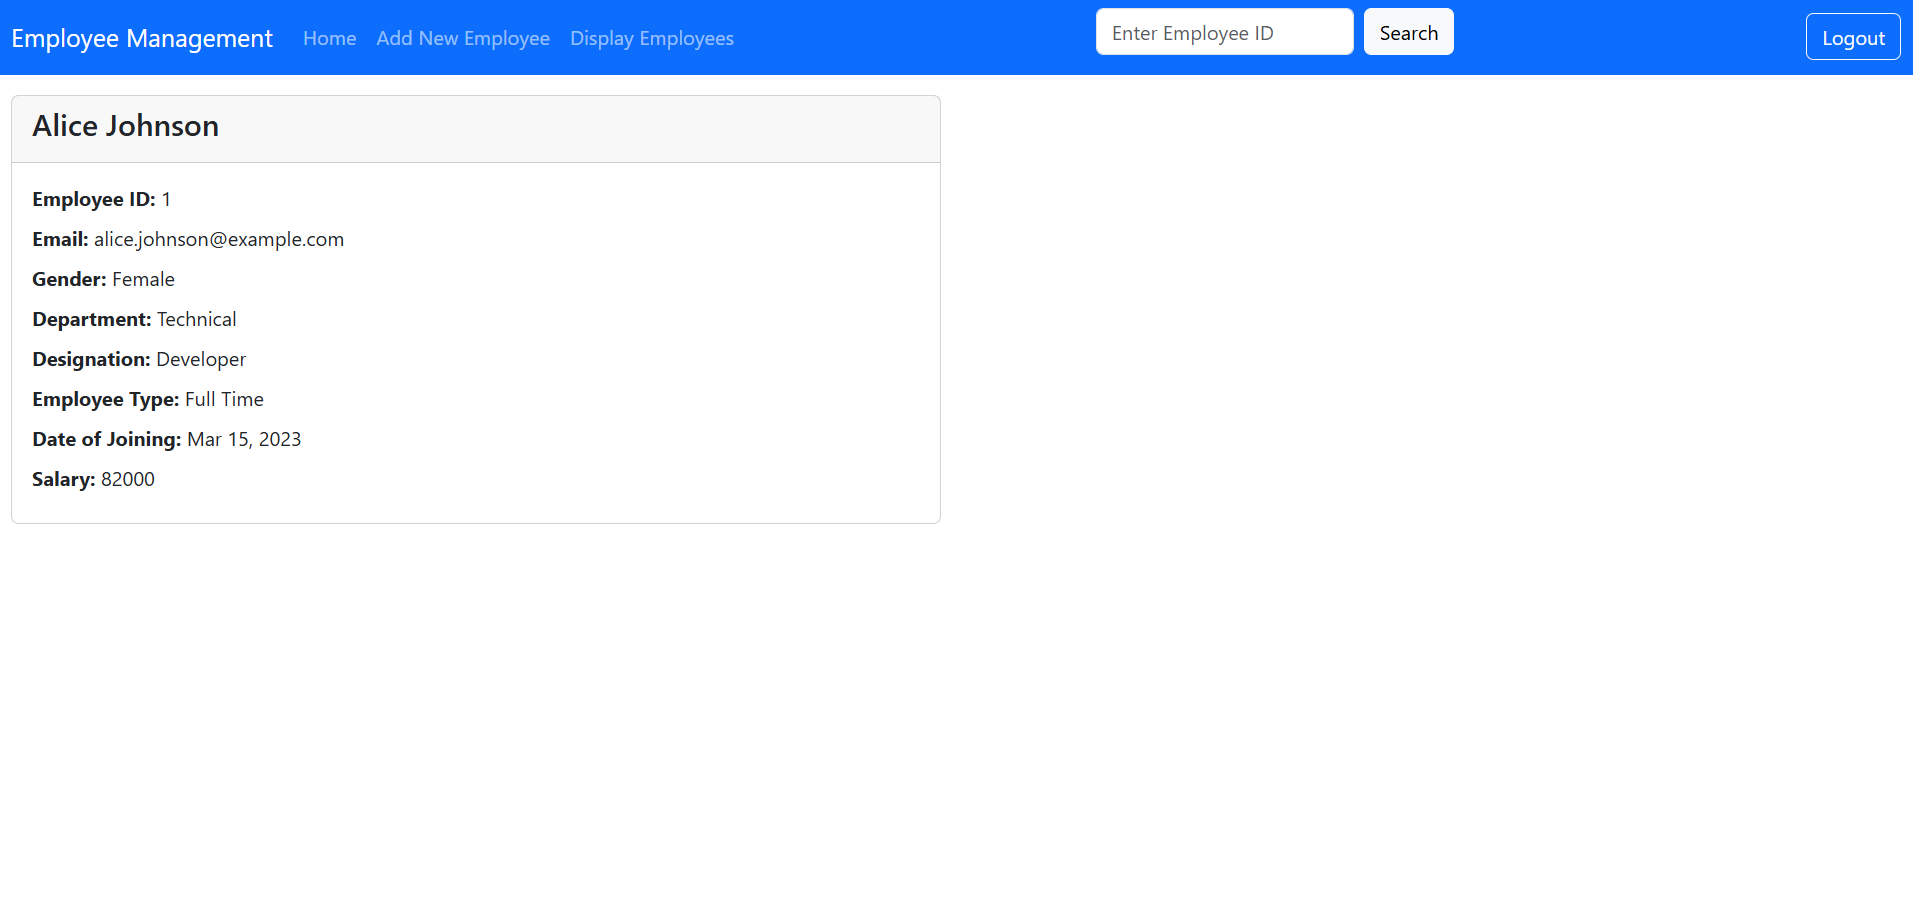 Employee Management Home Add New Employee Display Employees Enter Employee ID Search Logout
Alice Johnson
Employee ID: 1
Email: alice.johnson@example.com
Gender: Female
Department: Technical
Designation: Developer
Employee Type: Full Time
Date of Joining: Mar 15, 2023
Salary: 82000